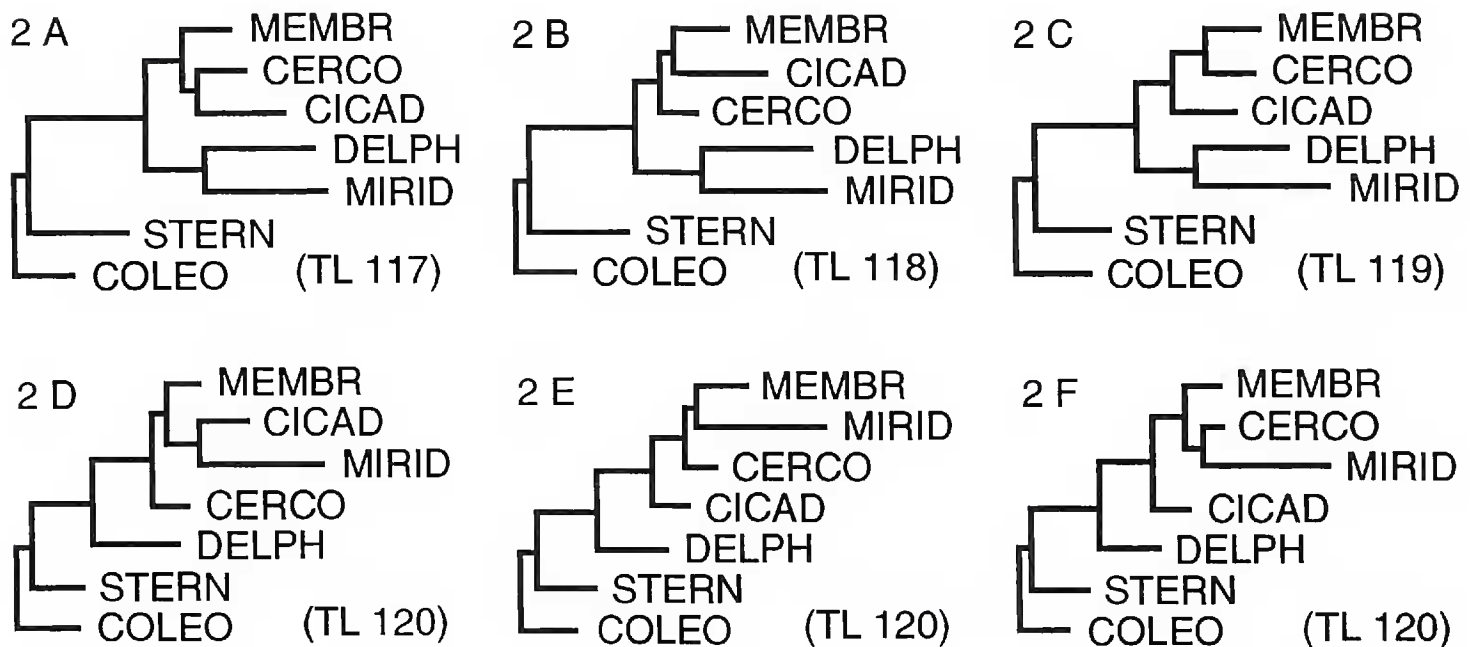 2 A
MEMBR
CERCO
CICAD
DELPH
MIRID
STERN
COLEO
(TL 117)
2 B
MEMBR
CICAD
CERCO
DELPH
MIRID
STERN
COLEO
(TL 118)
2 C
MEMBR
CERCO
CICAD
DELPH
MIRID
STERN
COLEO
(TL 119)
2 D
MEMBR
CICAD
MIRID
CERCO
DELPH
STERN
COLEO
(TL 120)
2 E
MEMBR
MIRID
CERCO
CICAD
DELPH
STERN
COLEO
(TL 120)
2 F
MEMBR
CERCO
MIRID
CICAD
DELPH
STERN
COLEO
(TL 120)